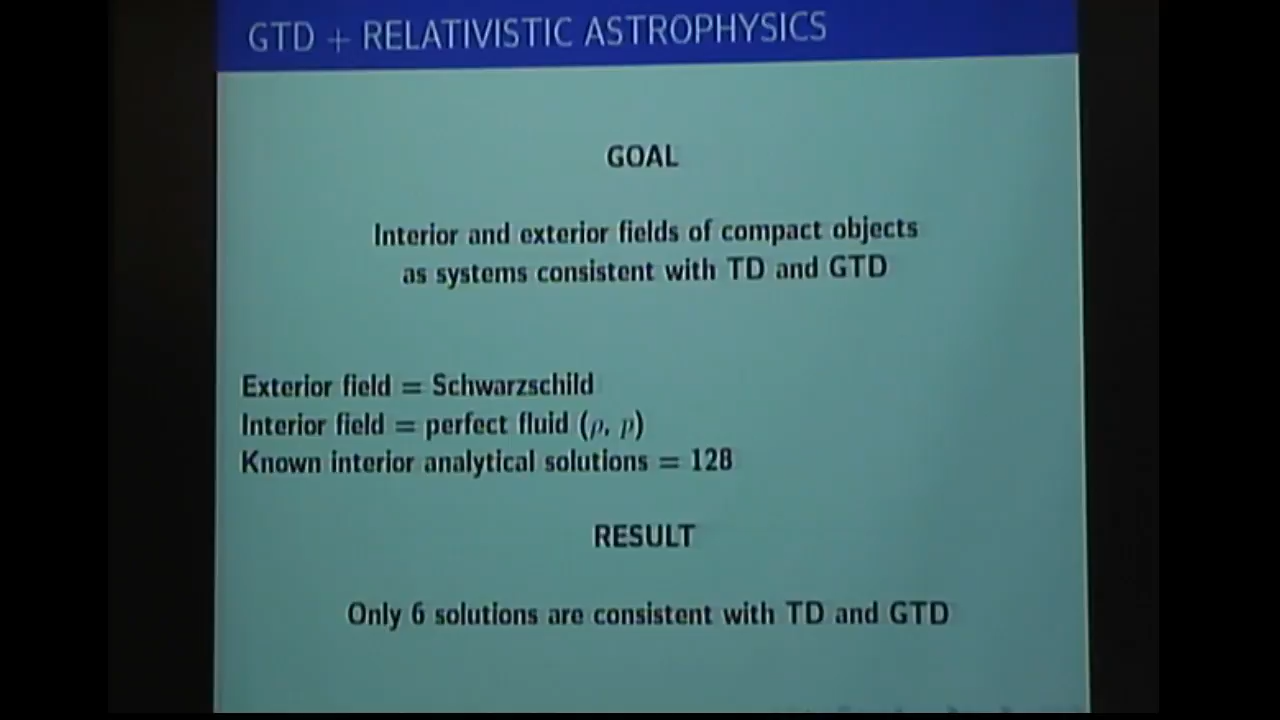 GTD + RELATIVISTIC ASTROPHYSICS
GOAL
Interior and exterior fields of compact objects
as systems consistent with TD and GTD
Exterior field = Schwarzschild
Interior field = perfect fluid (ρ, p)
Known interior analytical solutions = 128
RESULT
Only 6 solutions are consistent with TD and GTD